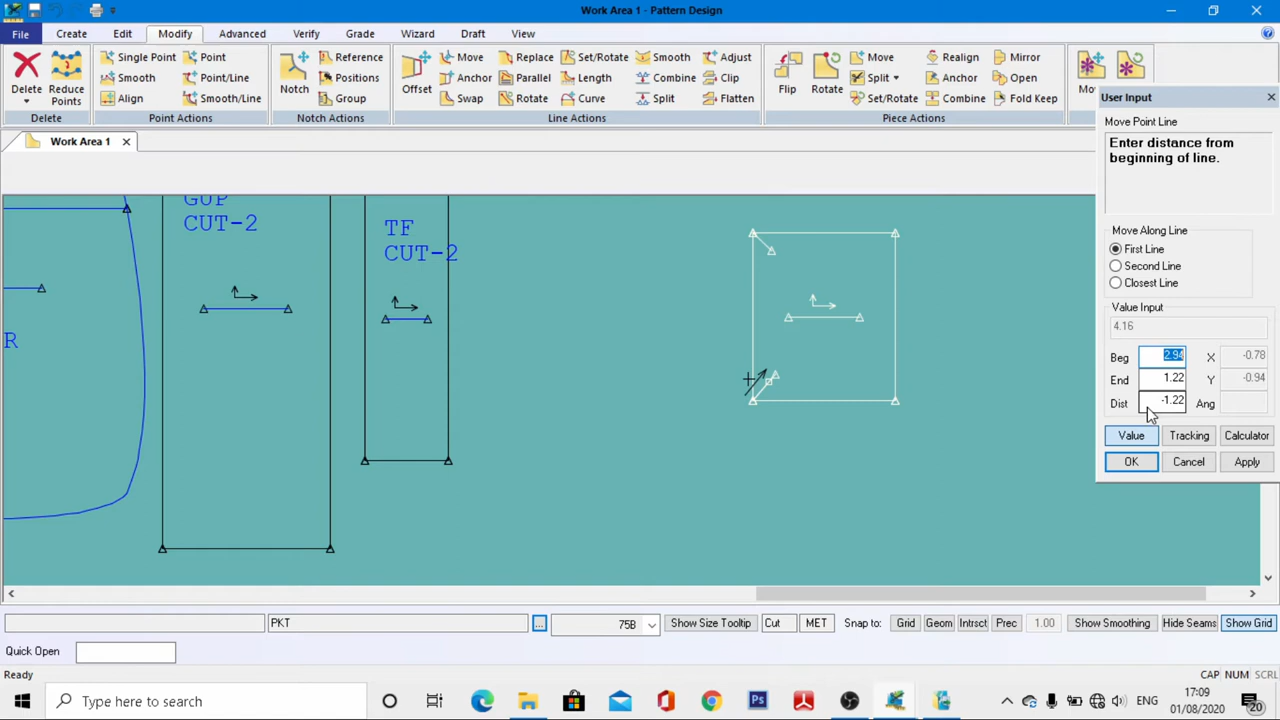 Work Area 1 - Pattern Design
File Create Edit Modify Advanced Verify Grade Wizard Draft View
Delete Reduce Points Single Point Smooth Align Point Point/Line Smooth/Line Notch Reference Positions Group Offset Move Anchor Swap Replace Parallel Rotate Set/Rotate Length Curve Smooth Combine Split Adjust Clip Flatten Flip Rotate Move Split Set/Rotate Realign Anchor Combine Mirror Open Fold Keep
Delete Point Actions Notch Actions Line Actions Piece Actions
Work Area 1
CUT-2
TF
CUT-2
R
User Input
Move Point Line
Enter distance from
beginning of line.
Move Along Line
First Line
Second Line
Closest Line
Value Input
4.16
Beg 2.94 X -0.78
End 1.22 Y -0.94
Dist -1.22 Ang
Value Tracking Calculator
OK Cancel Apply
PKT ... 75B Show Size Tooltip Cut MET Snap to: Grid Geom Intrsct Prec 1.00 Show Smoothing Hide Seams Show Grid
Quick Open
Ready CAP NUM SCRL
Type here to search ENG 17:09
01/08/2020 20